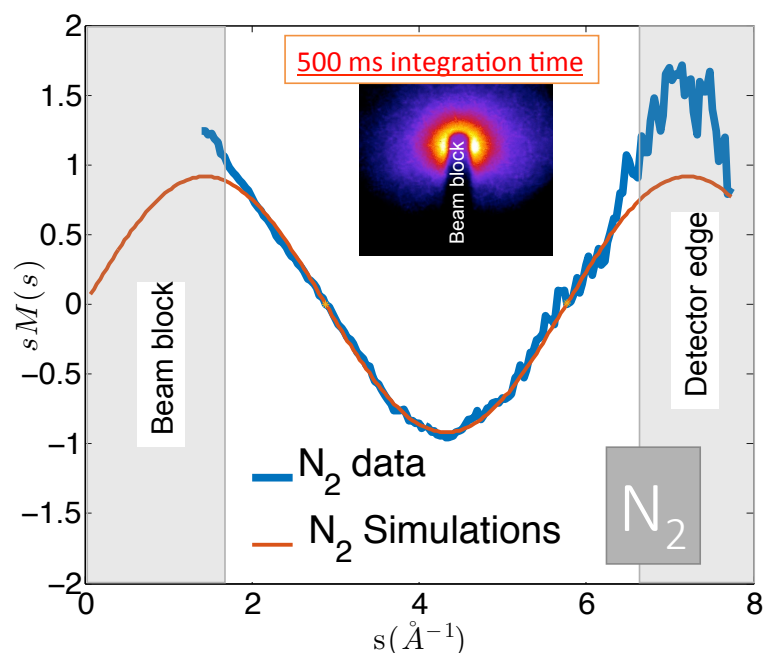 500 ms integration time
Beam block
2
1.5
1
0.5
0
−0.5
−1
−1.5
−2
sM(s)
Beam block
Detector edge
N₂ data
N₂ Simulations
N₂
0 2 4 6 8
s(Å⁻¹)